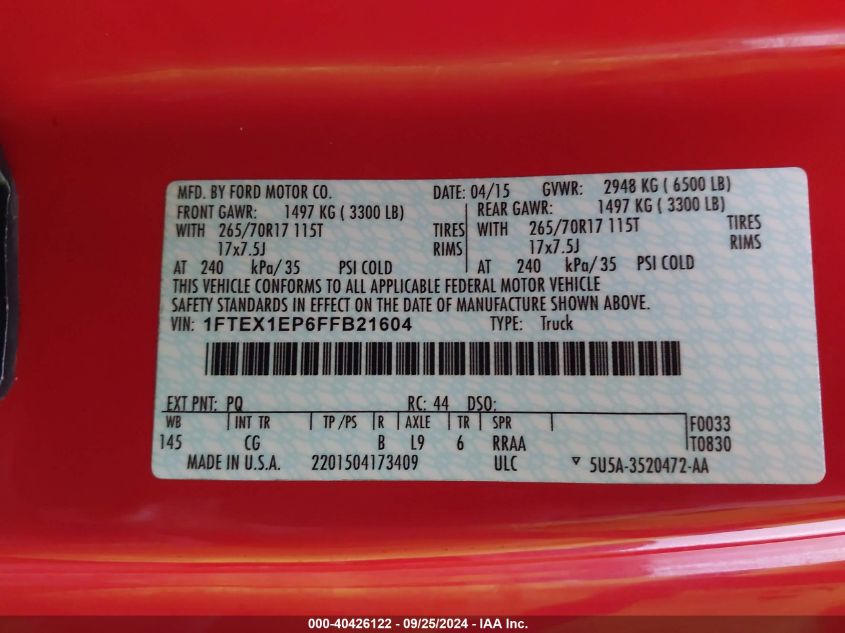 MFD. BY FORD MOTOR CO. DATE: 04/15 GVWR: 2948 KG ( 6500 LB)
FRONT GAWR: 1497 KG ( 3300 LB) REAR GAWR: 1497 KG ( 3300 LB)
WITH 265/70R17 115T TIRES WITH 265/70R17 115T TIRES
17x7.5J RIMS 17x7.5J RIMS
AT 240 kPa/ 35 PSI COLD AT 240 kPa/ 35 PSI COLD
THIS VEHICLE CONFORMS TO ALL APPLICABLE FEDERAL MOTOR VEHICLE
SAFETY STANDARDS IN EFFECT ON THE DATE OF MANUFACTURE SHOWN ABOVE.
VIN: 1FTEX1EP6FFB21604 TYPE: Truck
EXT PNT: PQ RC: 44 DSO:
WB INT TR TP /PS R AXLE TR SPR F0033
145 CG B L9 6 RRAA T0830
MADE IN U.S.A. 2201504173409 ULC ▽ 5U5A-3520472-AA
000-40426122 - 09/25/2024 - IAA Inc.